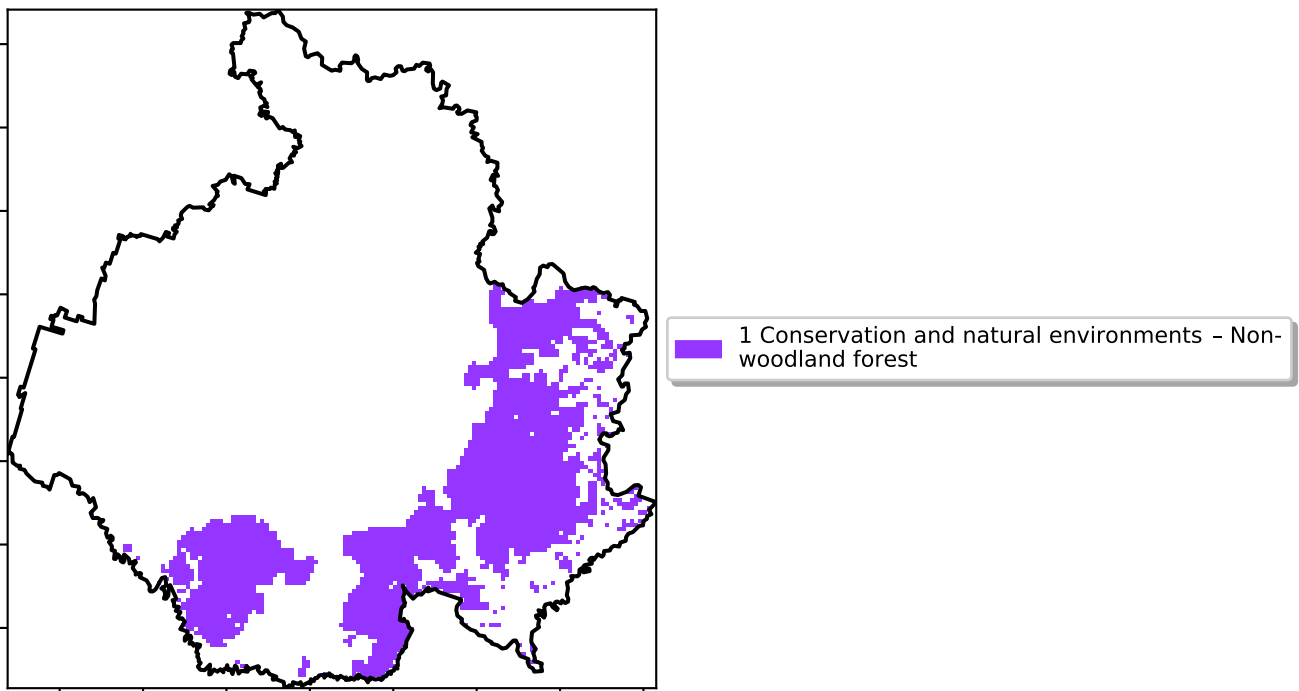 1 Conservation and natural environments – Non-
woodland forest